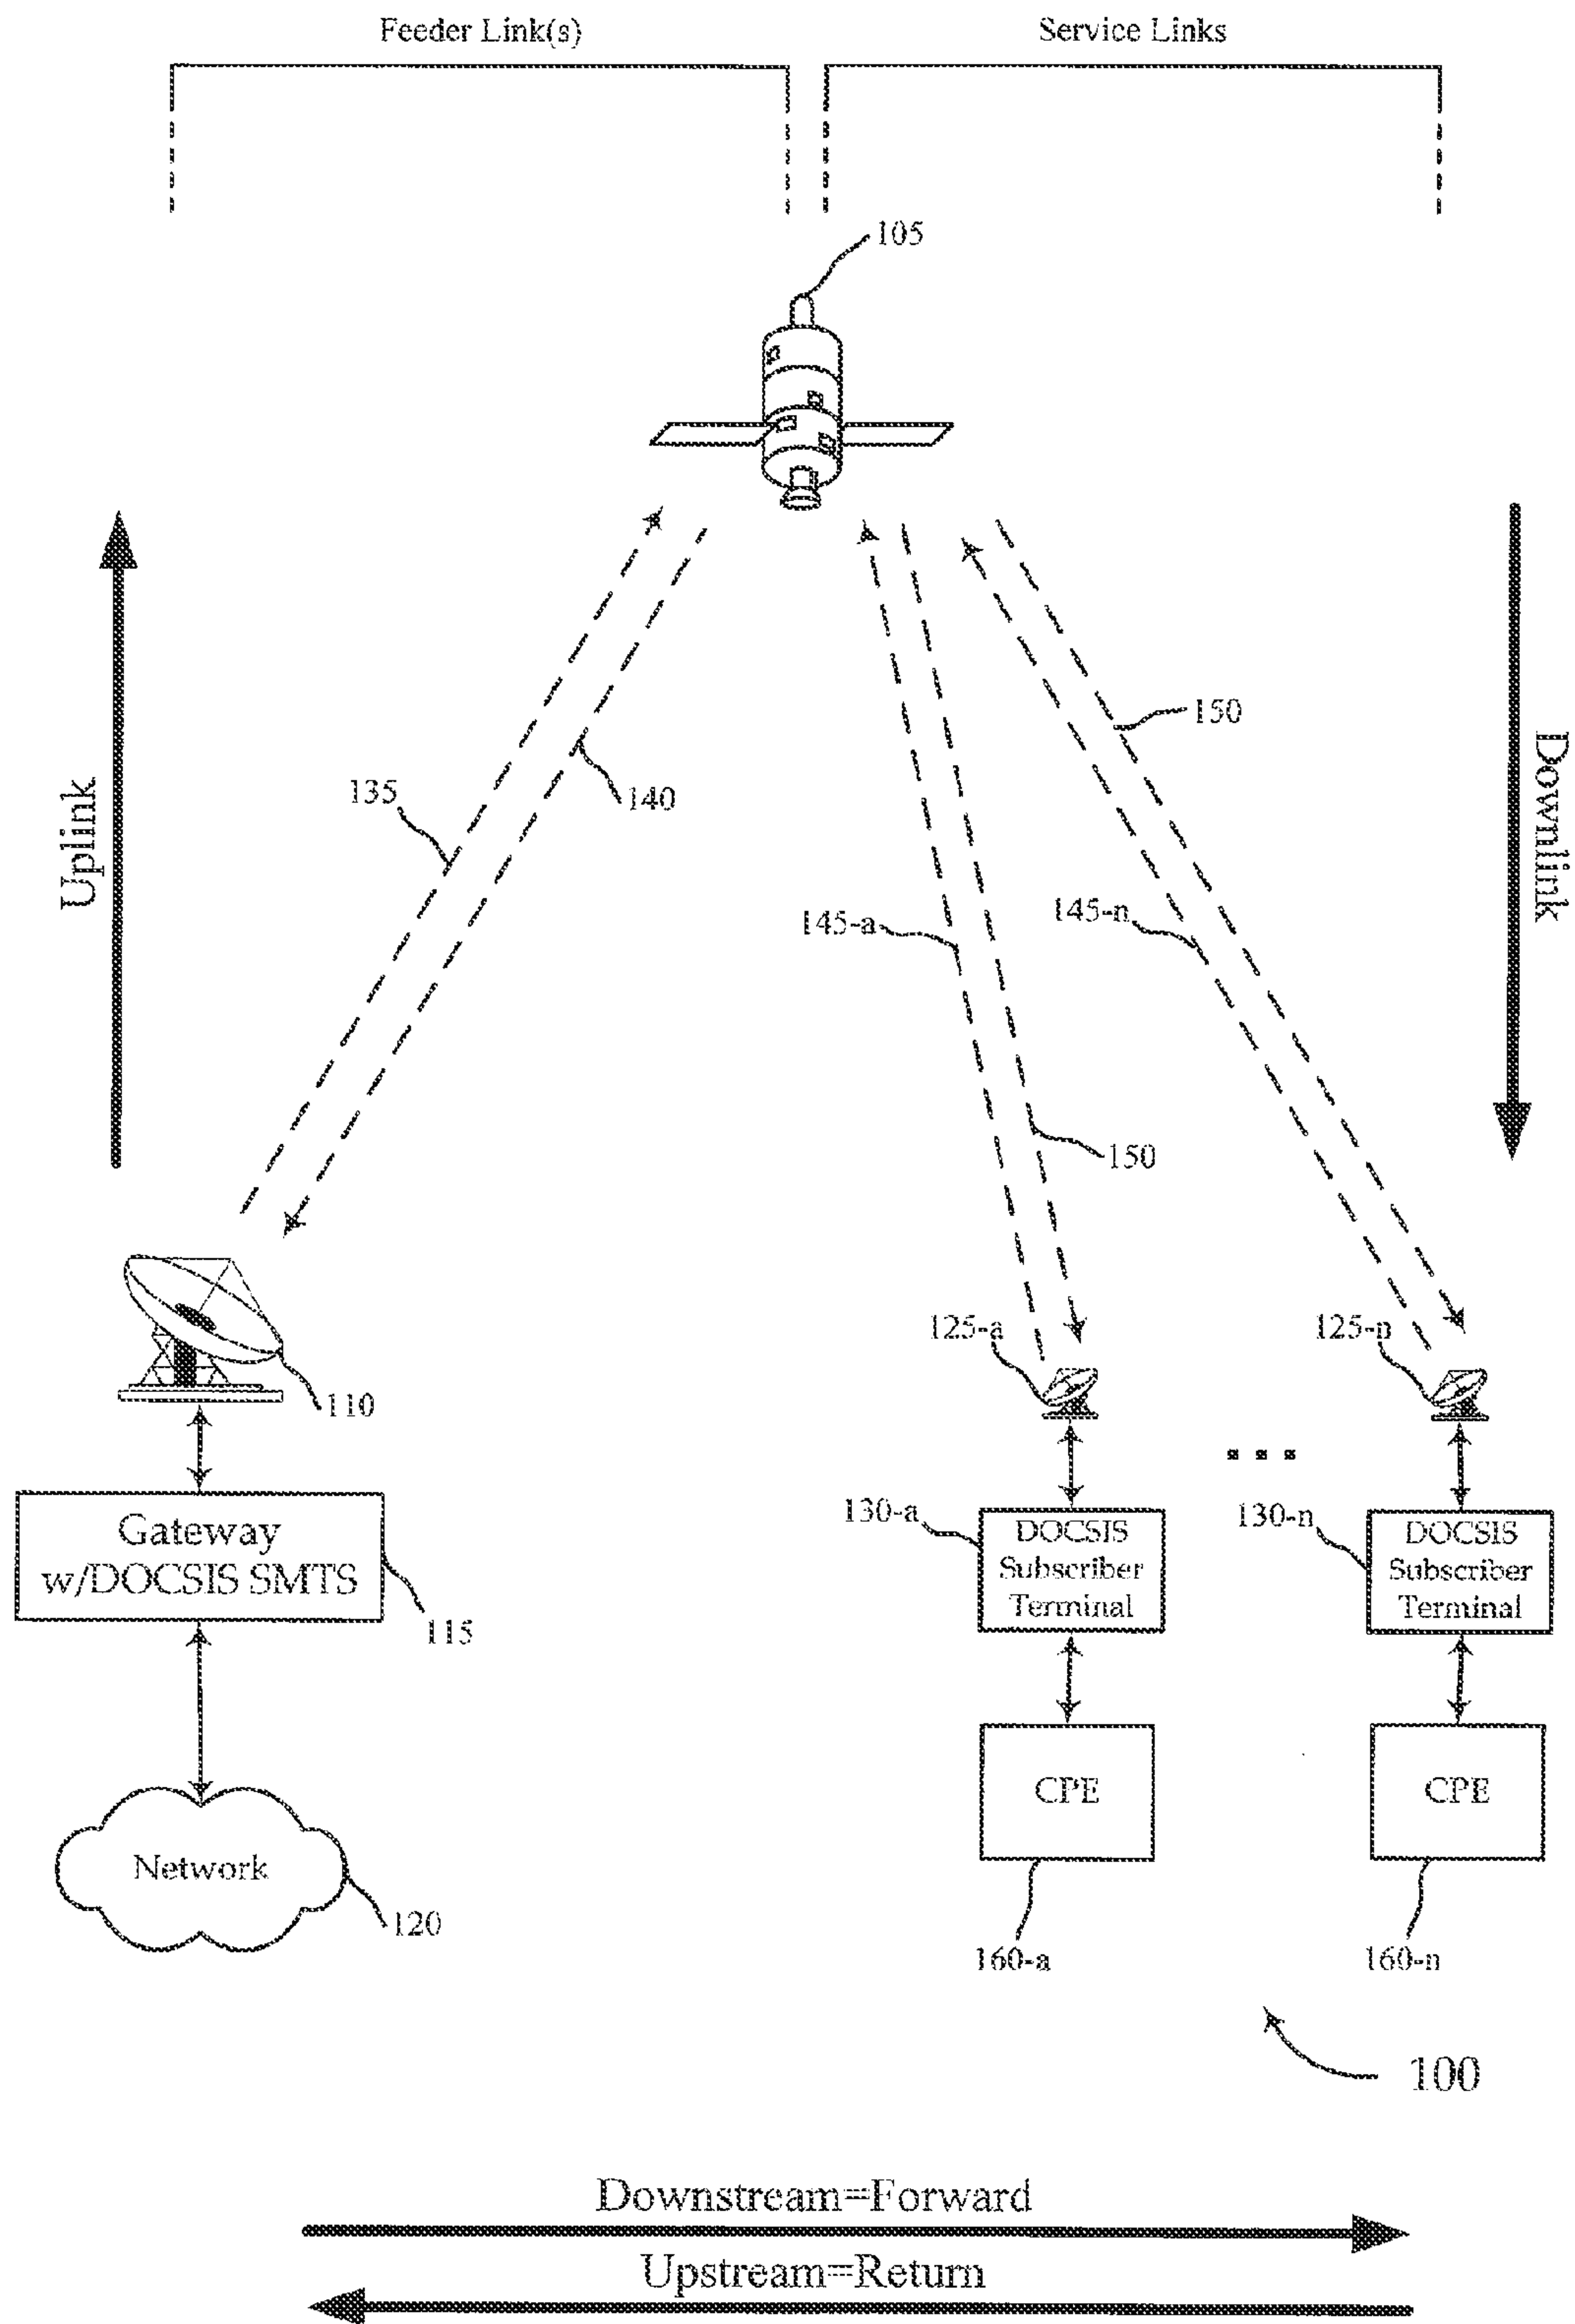 Feeder Link(s)
Service Links
105
150
Uplink
Downlink
135
140
145-a
145-n
150
125-a
125-n
110
130-a
130-n
Gateway
w/DOCSIS SMTS
DOCSIS
Subscriber
Terminal
DOCSIS
Subscriber
Terminal
115
CPE
CPE
Network
120
160-a
160-n
100
Downstream=Forward
Upstream=Return